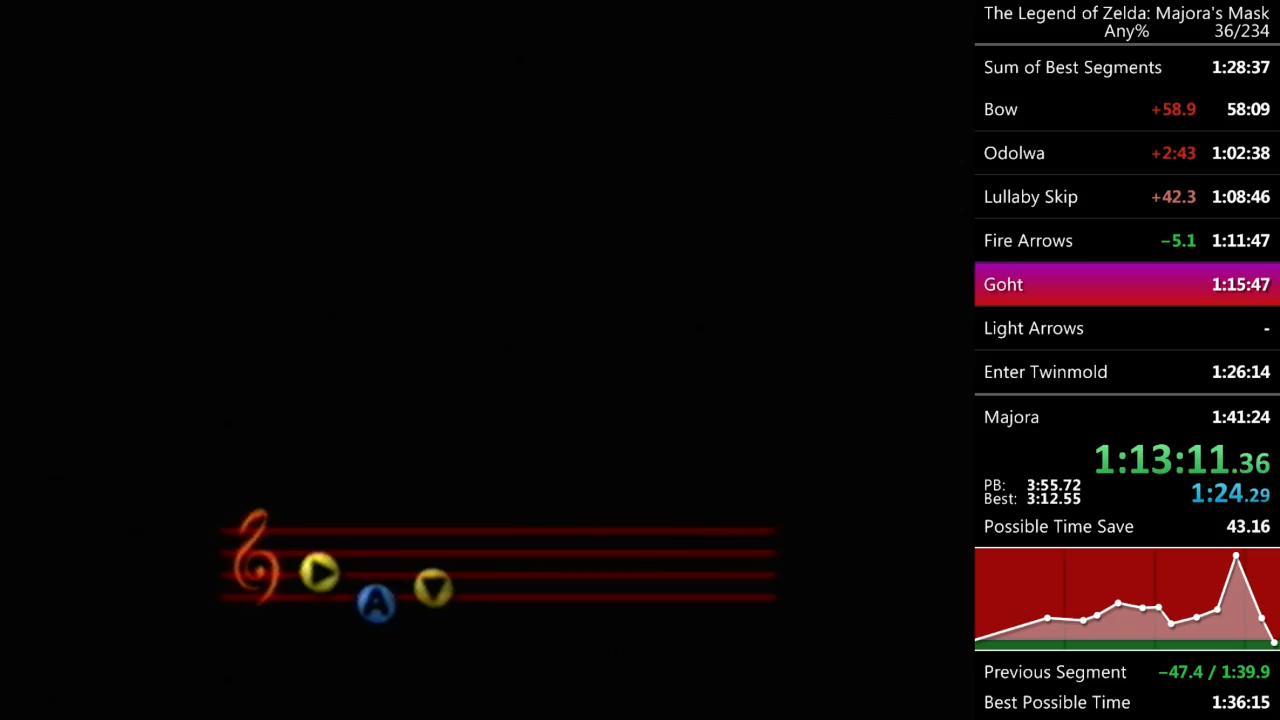 The Legend of Zelda: Majora's Mask
Any% 36/234
Sum of Best Segments 1:28:37
Bow +58.9 58:09
Odolwa +2:43 1:02:38
Lullaby Skip +42.3 1:08:46
Fire Arrows −5.1 1:11:47
Goht 1:15:47
Light Arrows -
Enter Twinmold 1:26:14
Majora 1:41:24
1:13:11.36
PB: 3:55.72
Best: 3:12.55 1:24.29
Possible Time Save 43.16
A
Previous Segment −47.4 / 1:39.9
Best Possible Time 1:36:15